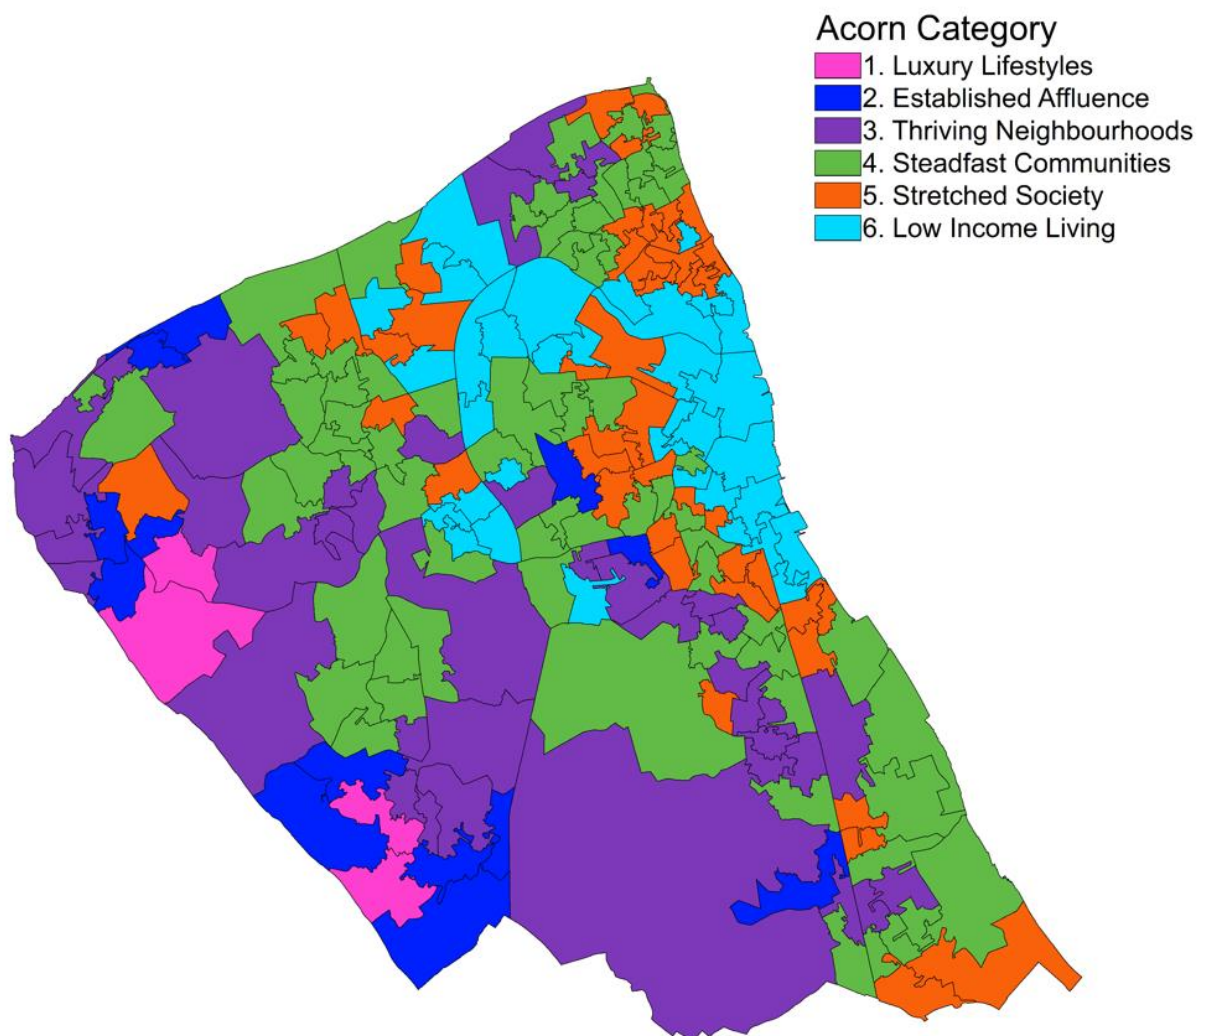 Acorn Category
1. Luxury Lifestyles
2. Established Affluence
3. Thriving Neighbourhoods
4. Steadfast Communities
5. Stretched Society
6. Low Income Living